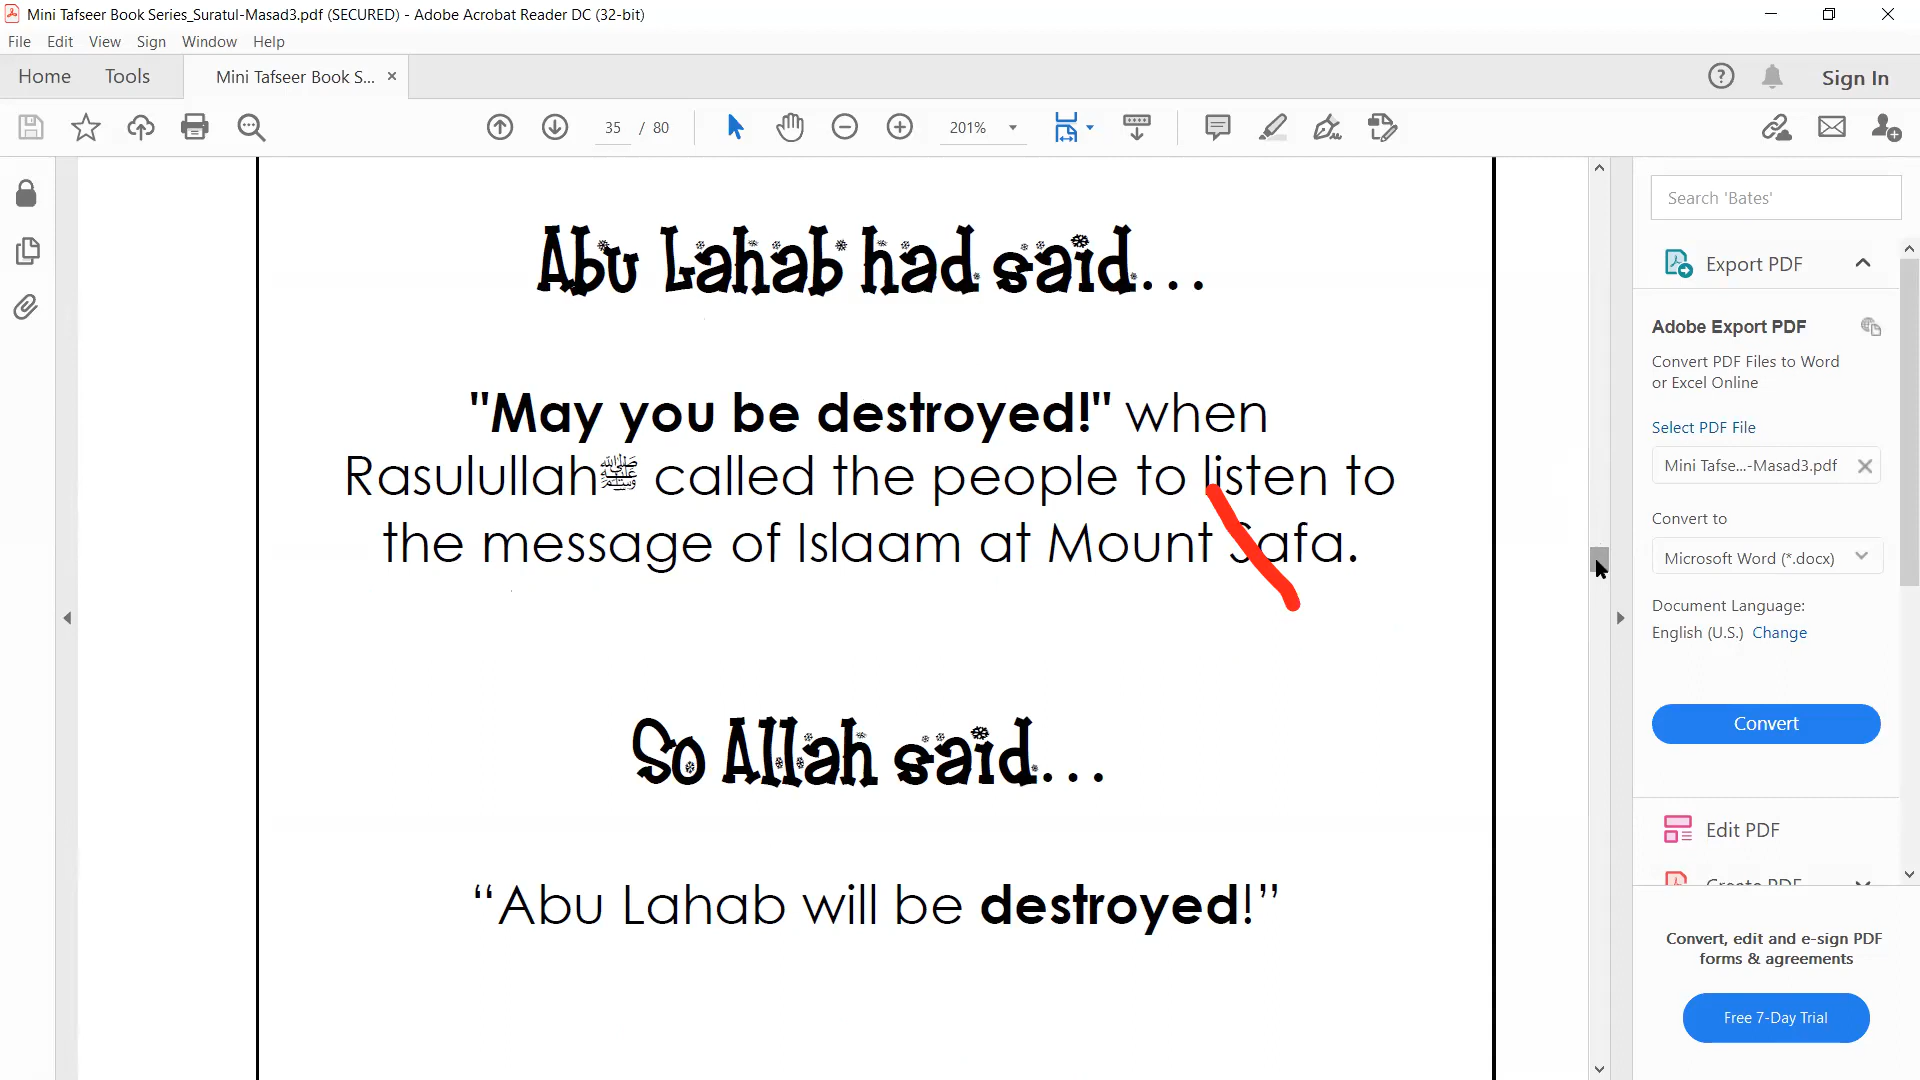 Mini Tafseer Book Series_Suratul-Masad3.pdf (SECURED) - Adobe Acrobat Reader DC (32-bit)
File Edit View Sign Window Help
Home Tools Mini Tafseer Book S... Sign In
35 / 80 201%
Search 'Bates'
Export PDF
Adobe Export PDF
Convert PDF Files to Word
or Excel Online
Select PDF File
Mini Tafse...-Masad3.pdf
Convert to
Microsoft Word (*.docx)
Document Language:
English (U.S.) Change
Convert
Edit PDF
Create PDF
Convert, edit and e-sign PDF
forms & agreements
Free 7-Day Trial
Abu Lahab had said...
"May you be destroyed!" when
Rasulullahﷺ called the people to listen to
the message of Islaam at Mount Safa.
So Allah said...
“Abu Lahab will be destroyed!”